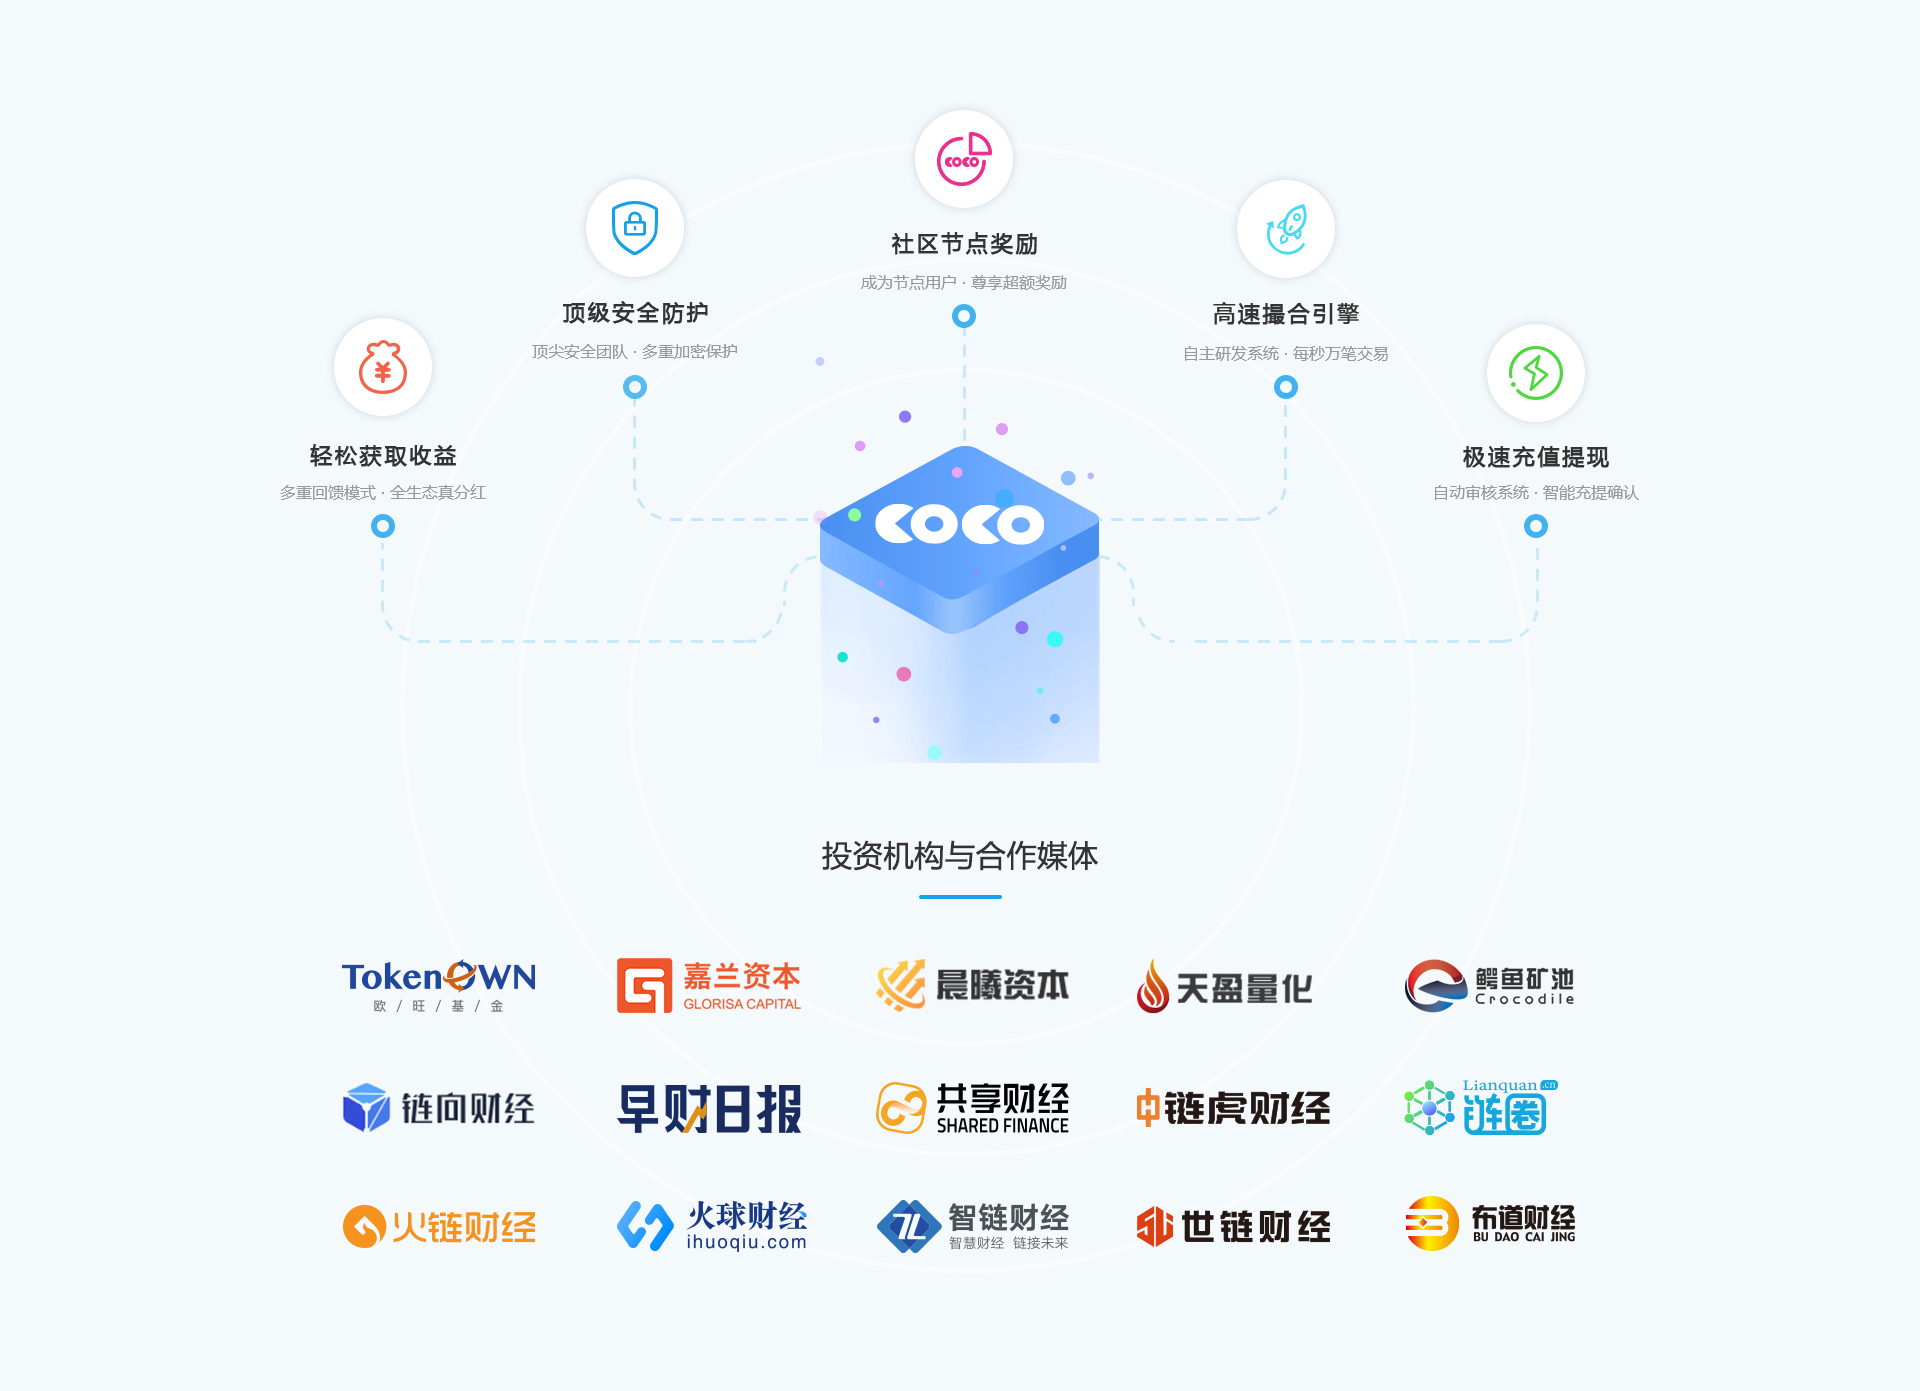 COCO
社区节点奖励
成为节点用户 · 尊享超额奖励
顶级安全防护
顶尖安全团队 · 多重加密保护
高速撮合引擎
自主研发系统 · 每秒万笔交易
¥
轻松获取收益
多重回馈模式 · 全生态真分红
极速充值提现
自动审核系统 · 智能充提确认
COCO
投资机构与合作媒体
TokenOWN
欧 / 旺 / 基 / 金
嘉兰资本
GLORISA CAPITAL
晨曦资本
天盈量化
鳄鱼矿池
Crocodile
链向财经
早财日报
共享财经
SHARED FINANCE
中链虎财经
Lianquan.cn
链圈
火链财经
火球财经
ihuoqiu.com
智链财经
智慧财经 链接未来
世链财经
布道财经
BU DAO CAI JING